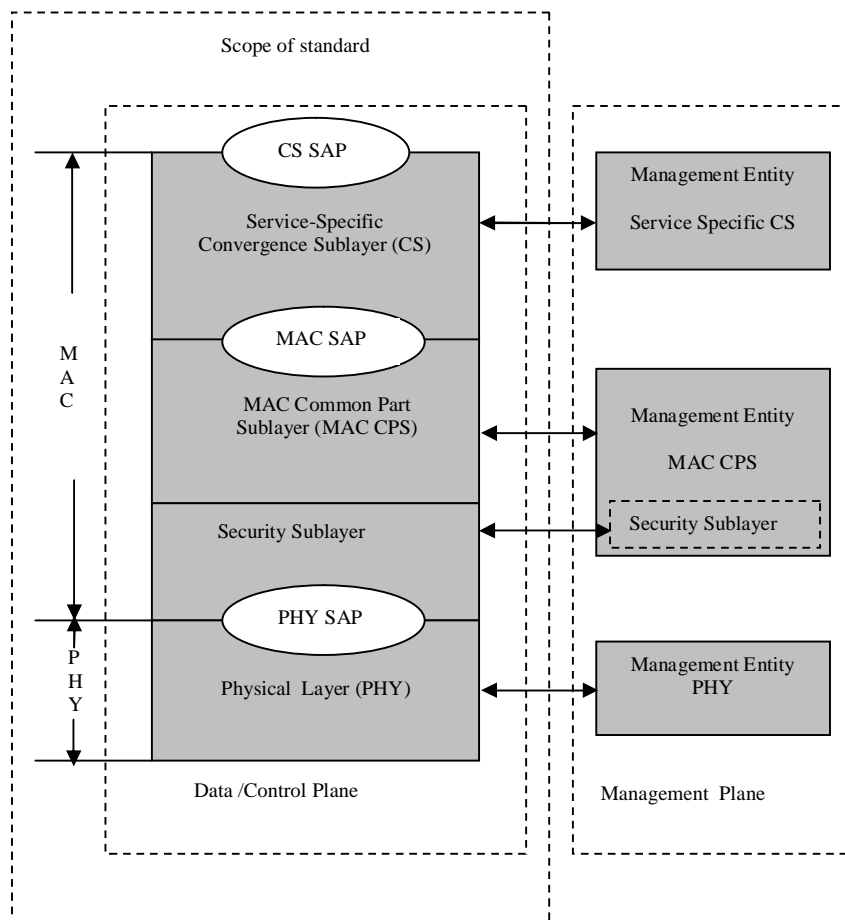 Scope of standard
CS SAP
Service-Specific
Convergence Sublayer (CS)
MAC SAP
MAC Common Part
Sublayer (MAC CPS)
Security Sublayer
PHY SAP
Physical Layer (PHY)
Data /Control Plane
M
A
C
P
H
Y
Management Entity
Service Specific CS
Management Entity
MAC CPS
Security Sublayer
Management Entity
PHY
Management Plane